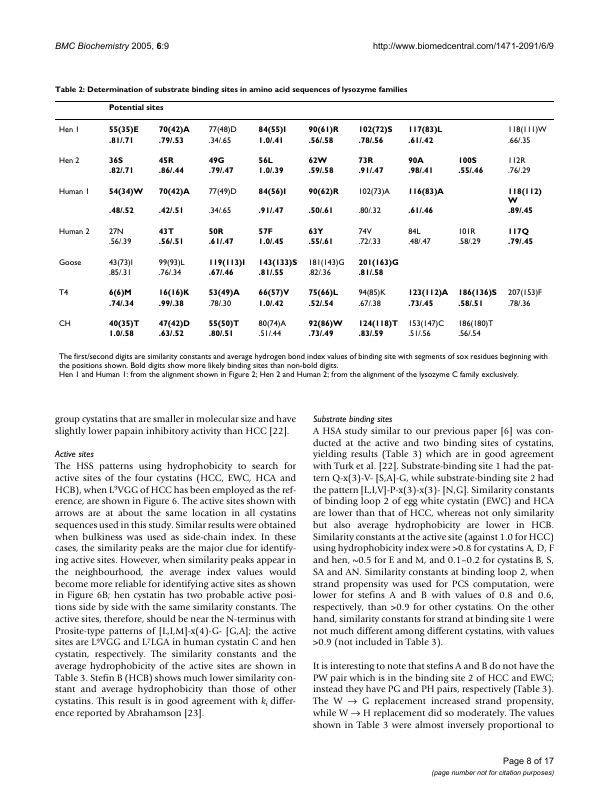 BMC Biochemistry 2005, 6:9
http://www.biomedcentral.com/1471-2091/6/9
Table 2: Determination of substrate binding sites in amino acid sequences of lysozyme families
Potential sites
Hen 1 55(35)E 70(42)A 77(48)D 84(55)I 90(61)R 102(72)S 117(83)L 118(111)W
.81/.71 .79/.53 .34/.65 1.0/.41 .56/.58 .78/.56 .61/.42 .66/.35
Hen 2 36S 45R 49G 56L 62W 73R 90A 100S 112R
.82/.71 .86/.44 .79/.47 1.0/.39 .59/.58 .91/.47 .98/.41 .55/.46 .76/.29
Human 1 54(34)W 70(42)A 77(49)D 84(56)I 90(62)R 102(73)A 116(83)A 118(112)
W
.48/.52 .42/.51 .34/.65 .91/.47 .50/.61 .80/.32 .61/.46 .89/.45
Human 2 27N 43T 50R 57F 63Y 74V 84L 101R 117Q
.56/.39 .56/.51 .61/.47 1.0/.45 .55/.61 .72/.33 .48/.47 .58/.29 .79/.45
Goose 43(73)I 99(93)L 119(113)I 143(133)S 181(143)G 201(163)G
.85/.31 .76/.34 .67/.46 .81/.55 .82/.36 .81/.58
T4 6(6)M 16(16)K 53(49)A 66(57)V 75(66)L 94(85)K 123(112)A 186(136)S 207(153)F
.74/.34 .99/.38 .78/.30 1.0/.42 .52/.54 .67/.38 .73/.45 .58/.51 .78/.36
CH 40(35)T 47(42)D 55(50)T 80(74)A 92(86)W 124(118)T 153(147)C 186(180)T
1.0/.58 .63/.52 .80/.51 .51/.44 .73/.49 .83/.59 .51/.56 .56/.54
The first/second digits are similarity constants and average hydrogen bond index values of binding site with segments of sox residues beginning with
the positions shown. Bold digits show more likely binding sites than non-bold digits.
Hen 1 and Human 1: from the alignment shown in Figure 2; Hen 2 and Human 2; from the alignment of the lysozyme C family exclusively.
group cystatins that are smaller in molecular size and have
slightly lower papain inhibitory activity than HCC [22].
Active sites
The HSS patterns using hydrophobicity to search for
active sites of the four cystatins (HCC, EWC, HCA and
HCB), when L⁹VGG of HCC has been employed as the ref-
erence, are shown in Figure 6. The active sites shown with
arrows are at about the same location in all cystatins
sequences used in this study. Similar results were obtained
when bulkiness was used as side-chain index. In these
cases, the similarity peaks are the major clue for identify-
ing active sites. However, when similarity peaks appear in
the neighbourhood, the average index values would
become more reliable for identifying active sites as shown
in Figure 6B; hen cystatin has two probable active posi-
tions side by side with the same similarity constants. The
active sites, therefore, should be near the N-terminus with
Prosite-type patterns of [L,I,M]-x(4)-G- [G,A]; the active
sites are L⁹VGG and L⁷LGA in human cystatin C and hen
cystatin, respectively. The similarity constants and the
average hydrophobicity of the active sites are shown in
Table 3. Stefin B (HCB) shows much lower similarity con-
stant and average hydrophobicity than those of other
cystatins. This result is in good agreement with ki differ-
ence reported by Abrahamson [23].
Substrate binding sites
A HSA study similar to our previous paper [6] was con-
ducted at the active and two binding sites of cystatins,
yielding results (Table 3) which are in good agreement
with Turk et al. [22]. Substrate-binding site 1 had the pat-
tern Q-x(3)-V- [S,A]-G, while substrate-binding site 2 had
the pattern [L,I,V]-P-x(3)-x(3)- [N,G]. Similarity constants
of binding loop 2 of egg white cystatin (EWC) and HCA
are lower than that of HCC, whereas not only similarity
but also average hydrophobicity are lower in HCB.
Similarity constants at the active site (against 1.0 for HCC)
using hydrophobicity index were >0.8 for cystatins A, D, F
and hen, ~0.5 for E and M, and 0.1–0.2 for cystatins B, S,
SA and AN. Similarity constants at binding loop 2, when
strand propensity was used for PCS computation, were
lower for stefins A and B with values of 0.8 and 0.6,
respectively, than >0.9 for other cystatins. On the other
hand, similarity constants for strand at binding site 1 were
not much different among different cystatins, with values
>0.9 (not included in Table 3).
It is interesting to note that stefins A and B do not have the
PW pair which is in the binding site 2 of HCC and EWC;
instead they have PG and PH pairs, respectively (Table 3).
The W → G replacement increased strand propensity,
while W → H replacement did so moderately. The values
shown in Table 3 were almost inversely proportional to
Page 8 of 17
(page number not for citation purposes)